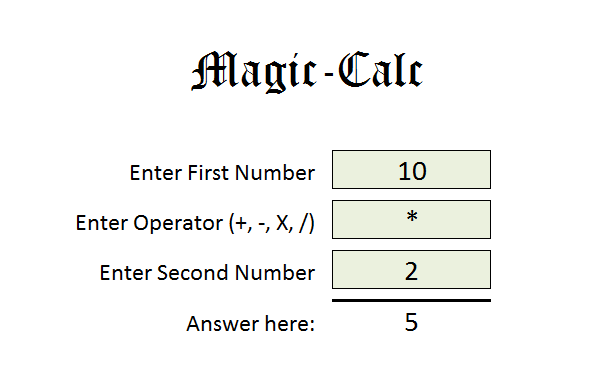 Magic-Calc
Enter First Number 10
Enter Operator (+, -, X, /) *
Enter Second Number 2
Answer here: 5